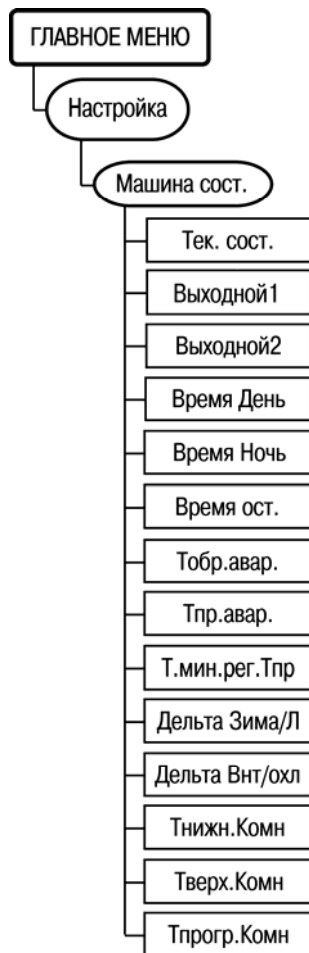 ГЛАВНОЕ МЕНЮ
Настройка
Машина сост.
Тек. сост.
Выходной1
Выходной2
Время День
Время Ночь
Время ост.
Тобр.авар.
Тпр.авар.
Т.мин.рег.Тпр
Дельта Зима/Л
Дельта Внт/охл
Тнижн.Комн
Тверх.Комн
Тпрогр.Комн